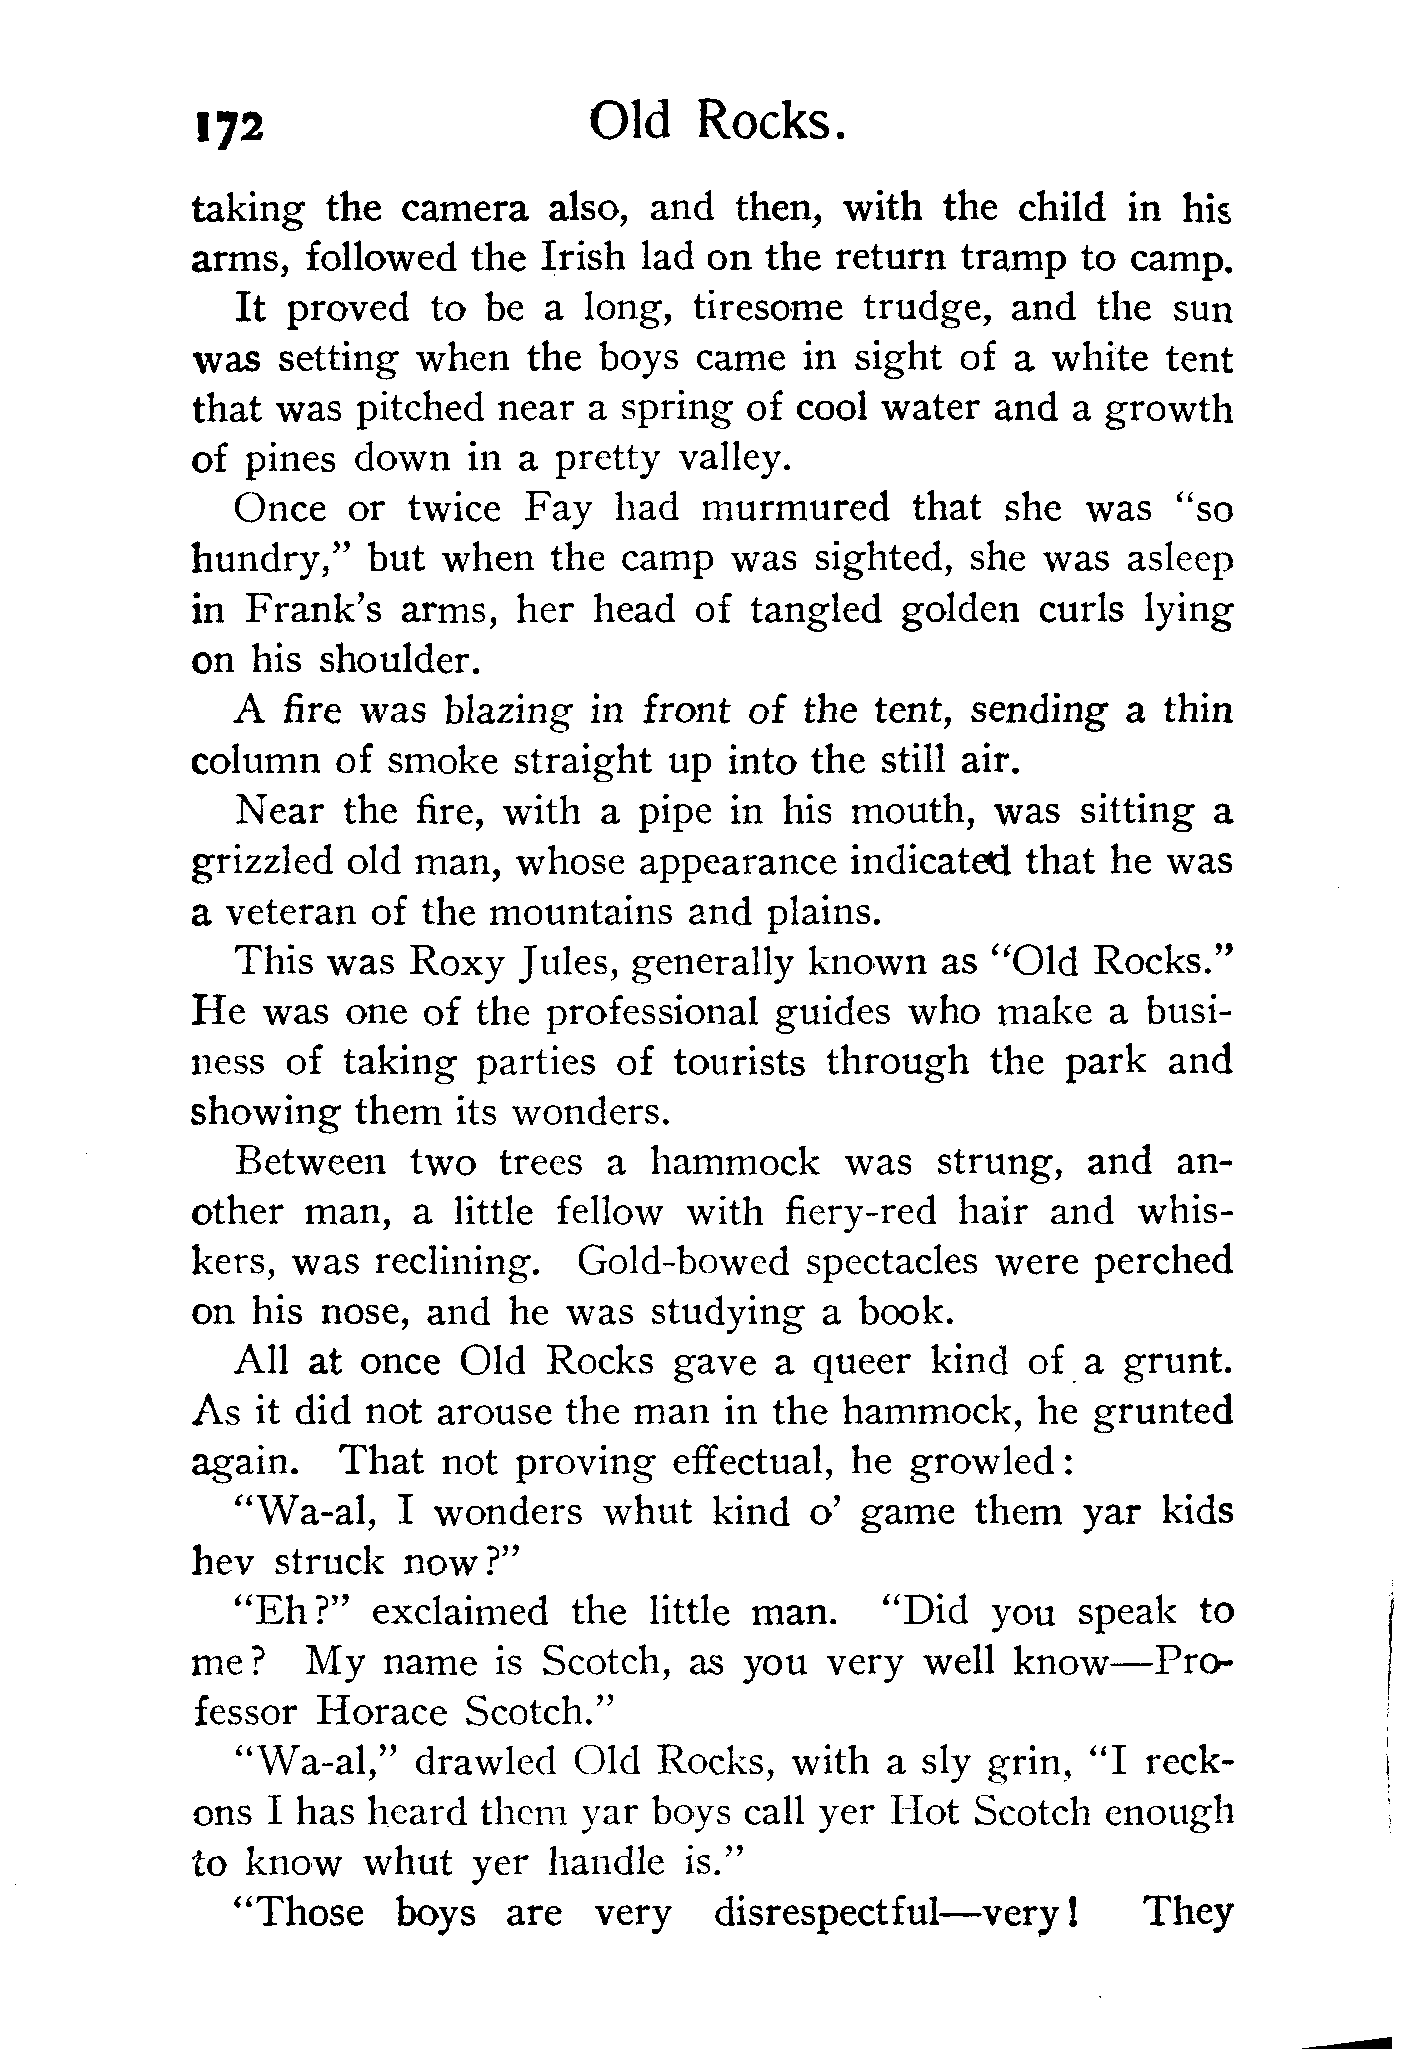 172 Old Rocks.
taking the camera also, and then, with the child in his
arms, followed the Irish lad on the return tramp to camp.
It proved to be a long, tiresome trudge, and the sun
was setting when the boys came in sight of a white tent
that was pitched near a spring of cool water and a growth
of pines down in a pretty valley.
Once or twice Fay had murmured that she was “so
hundry,” but when the camp was sighted, she was asleep
in Frank’s arms, her head of tangled golden curls lying
on his shoulder.
A fire was blazing in front of the tent, sending a thin
column of smoke straight up into the still air.
Near the fire, with a pipe in his mouth, was sitting a
grizzled old man, whose appearance indicated that he was
a veteran of the mountains and plains.
This was Roxy Jules, generally known as “Old Rocks.”
He was one of the professional guides who make a busi-
ness of taking parties of tourists through the park and
showing them its wonders.
Between two trees a hammock was strung, and an-
other man, a little fellow with fiery-red hair and whis-
kers, was reclining. Gold-bowed spectacles were perched
on his nose, and he was studying a book.
All at once Old Rocks gave a queer kind of a grunt.
As it did not arouse the man in the hammock, he grunted
again. That not proving effectual, he growled:
“Wa-al, I wonders whut kind o’ game them yar kids
hev struck now?”
“Eh?” exclaimed the little man. “Did you speak to
me? My name is Scotch, as you very well know—Pro-
fessor Horace Scotch.”
“Wa-al,” drawled Old Rocks, with a sly grin, “I reck-
ons I has heard them yar boys call yer Hot Scotch enough
to know whut yer handle is.”
“Those boys are very disrespectful—very! They